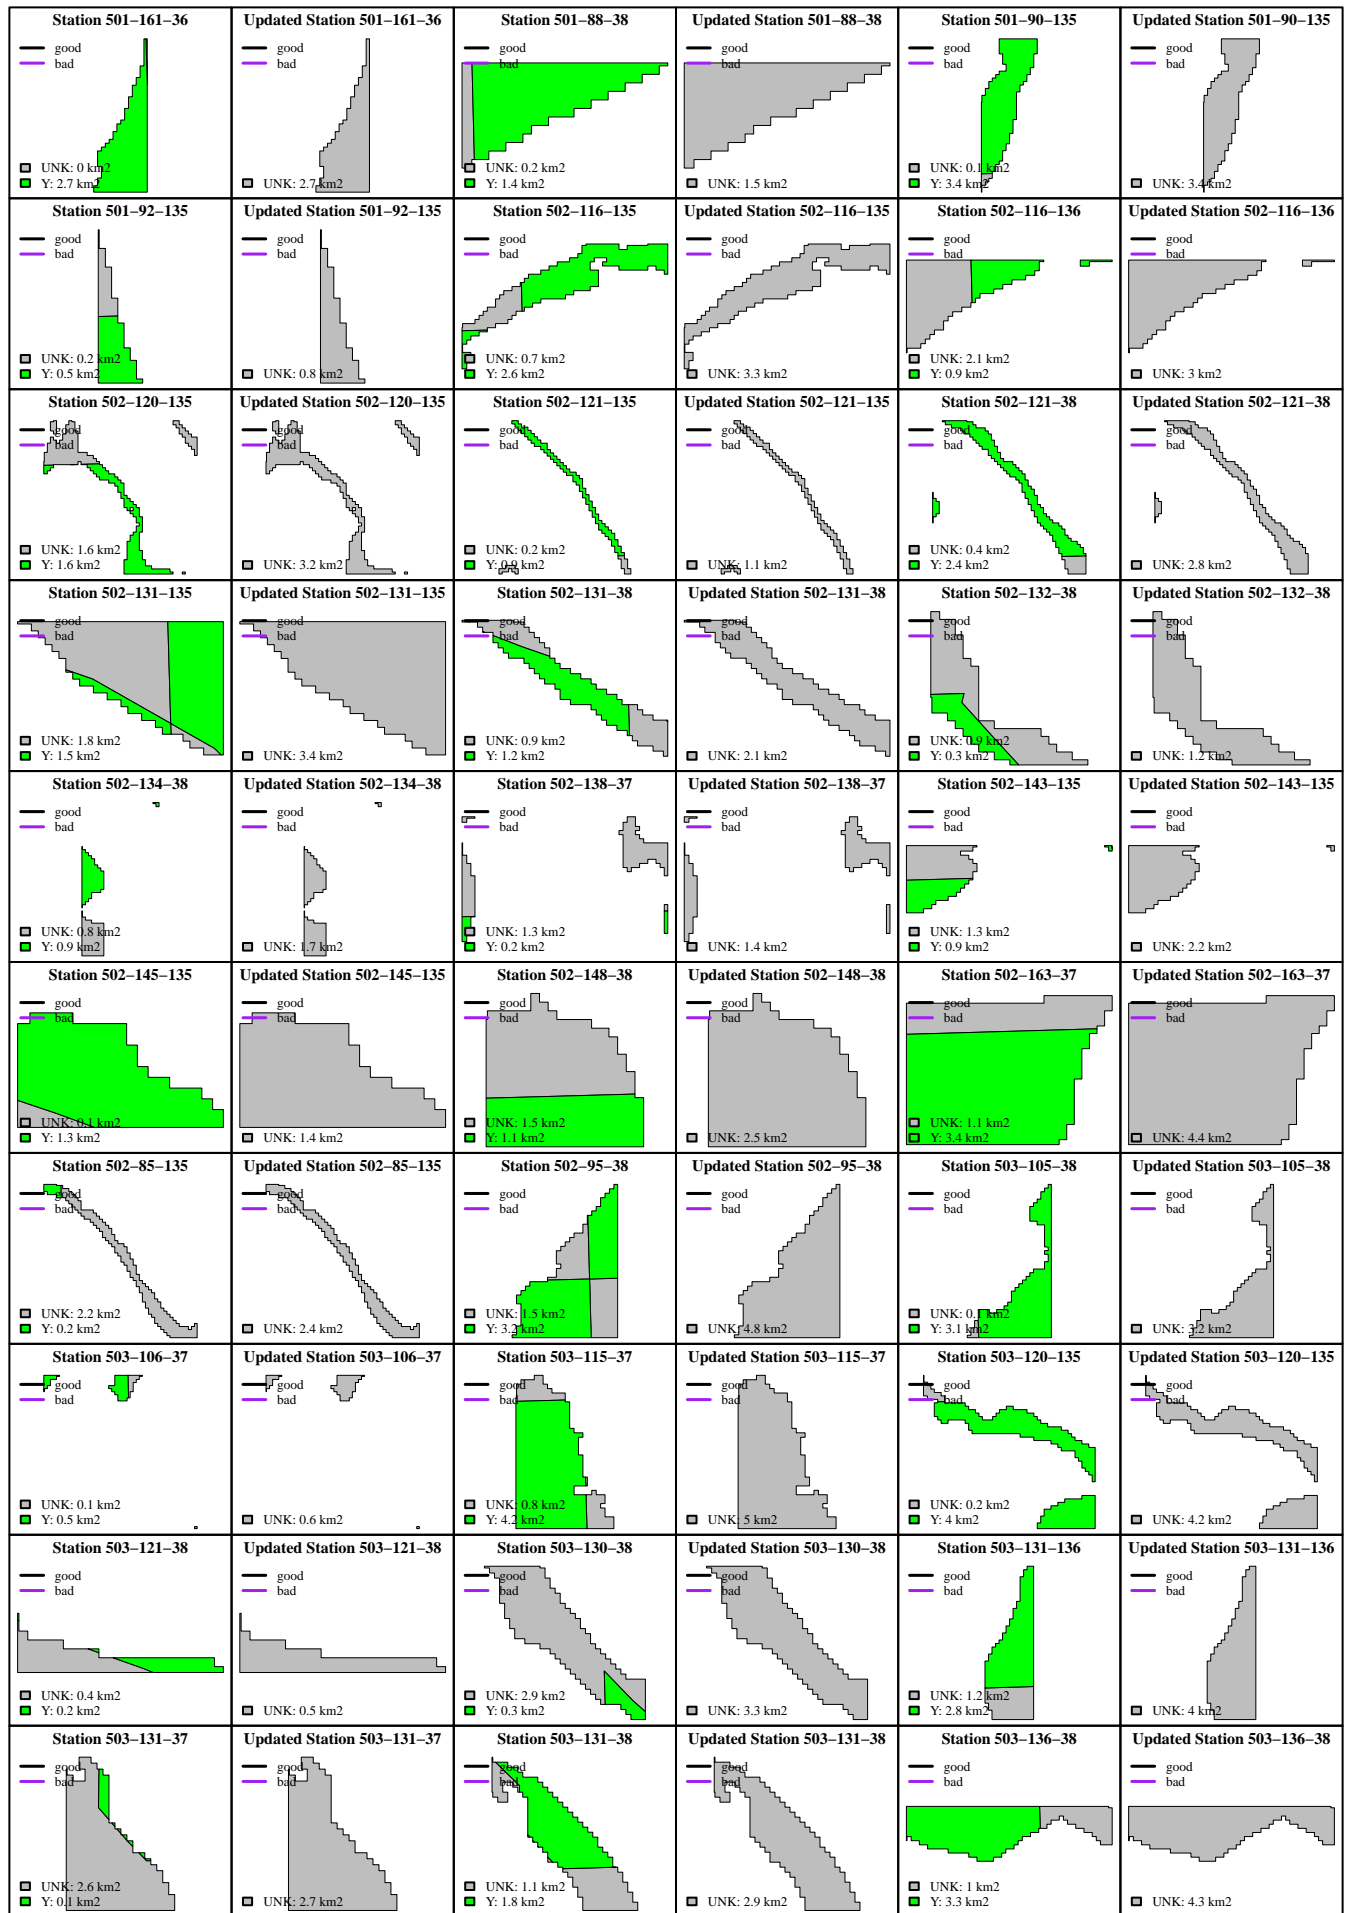 Station 501−161−36
good
bad
UNK: 0 km2
Y: 2.7 km2
Updated Station 501−161−36
good
bad
UNK: 2.7 km2
Station 501−88−38
good
bad
UNK: 0.2 km2
Y: 1.4 km2
Updated Station 501−88−38
good
bad
UNK: 1.5 km2
Station 501−90−135
good
bad
UNK: 0.1 km2
Y: 3.4 km2
Updated Station 501−90−135
good
bad
UNK: 3.4 km2
Station 501−92−135
good
bad
UNK: 0.2 km2
Y: 0.5 km2
Updated Station 501−92−135
good
bad
UNK: 0.8 km2
Station 502−116−135
good
bad
UNK: 0.7 km2
Y: 2.6 km2
Updated Station 502−116−135
good
bad
UNK: 3.3 km2
Station 502−116−136
good
bad
UNK: 2.1 km2
Y: 0.9 km2
Updated Station 502−116−136
good
bad
UNK: 3 km2
Station 502−120−135
good
bad
UNK: 1.6 km2
Y: 1.6 km2
Updated Station 502−120−135
good
bad
UNK: 3.2 km2
Station 502−121−135
good
bad
UNK: 0.2 km2
Y: 0.9 km2
Updated Station 502−121−135
good
bad
UNK: 1.1 km2
Station 502−121−38
good
bad
UNK: 0.4 km2
Y: 2.4 km2
Updated Station 502−121−38
good
bad
UNK: 2.8 km2
Station 502−131−135
good
bad
UNK: 1.8 km2
Y: 1.5 km2
Updated Station 502−131−135
good
bad
UNK: 3.4 km2
Station 502−131−38
good
bad
UNK: 0.9 km2
Y: 1.2 km2
Updated Station 502−131−38
good
bad
UNK: 2.1 km2
Station 502−132−38
good
bad
UNK: 0.9 km2
Y: 0.3 km2
Updated Station 502−132−38
good
bad
UNK: 1.2 km2
Station 502−134−38
good
bad
UNK: 0.8 km2
Y: 0.9 km2
Updated Station 502−134−38
good
bad
UNK: 1.7 km2
Station 502−138−37
good
bad
UNK: 1.3 km2
Y: 0.2 km2
Updated Station 502−138−37
good
bad
UNK: 1.4 km2
Station 502−143−135
good
bad
UNK: 1.3 km2
Y: 0.9 km2
Updated Station 502−143−135
good
bad
UNK: 2.2 km2
Station 502−145−135
good
bad
UNK: 0.1 km2
Y: 1.3 km2
Updated Station 502−145−135
good
bad
UNK: 1.4 km2
Station 502−148−38
good
bad
UNK: 1.5 km2
Y: 1.1 km2
Updated Station 502−148−38
good
bad
UNK: 2.5 km2
Station 502−163−37
good
bad
UNK: 1.1 km2
Y: 3.4 km2
Updated Station 502−163−37
good
bad
UNK: 4.4 km2
Station 502−85−135
good
bad
UNK: 2.2 km2
Y: 0.2 km2
Updated Station 502−85−135
good
bad
UNK: 2.4 km2
Station 502−95−38
good
bad
UNK: 1.5 km2
Y: 3.2 km2
Updated Station 502−95−38
good
bad
UNK: 4.8 km2
Station 503−105−38
good
bad
UNK: 0.1 km2
Y: 3.1 km2
Updated Station 503−105−38
good
bad
UNK: 3.2 km2
Station 503−106−37
good
bad
UNK: 0.1 km2
Y: 0.5 km2
Updated Station 503−106−37
good
bad
UNK: 0.6 km2
Station 503−115−37
good
bad
UNK: 0.8 km2
Y: 4.2 km2
Updated Station 503−115−37
good
bad
UNK: 5 km2
Station 503−120−135
good
bad
UNK: 0.2 km2
Y: 4 km2
Updated Station 503−120−135
good
bad
UNK: 4.2 km2
Station 503−121−38
good
bad
UNK: 0.4 km2
Y: 0.2 km2
Updated Station 503−121−38
good
bad
UNK: 0.5 km2
Station 503−130−38
good
bad
UNK: 2.9 km2
Y: 0.3 km2
Updated Station 503−130−38
good
bad
UNK: 3.3 km2
Station 503−131−136
good
bad
UNK: 1.2 km2
Y: 2.8 km2
Updated Station 503−131−136
good
bad
UNK: 4 km2
Station 503−131−37
good
bad
UNK: 2.6 km2
Y: 0.1 km2
Updated Station 503−131−37
good
bad
UNK: 2.7 km2
Station 503−131−38
good
bad
UNK: 1.1 km2
Y: 1.8 km2
Updated Station 503−131−38
good
bad
UNK: 2.9 km2
Station 503−136−38
good
bad
UNK: 1 km2
Y: 3.3 km2
Updated Station 503−136−38
good
bad
UNK: 4.3 km2